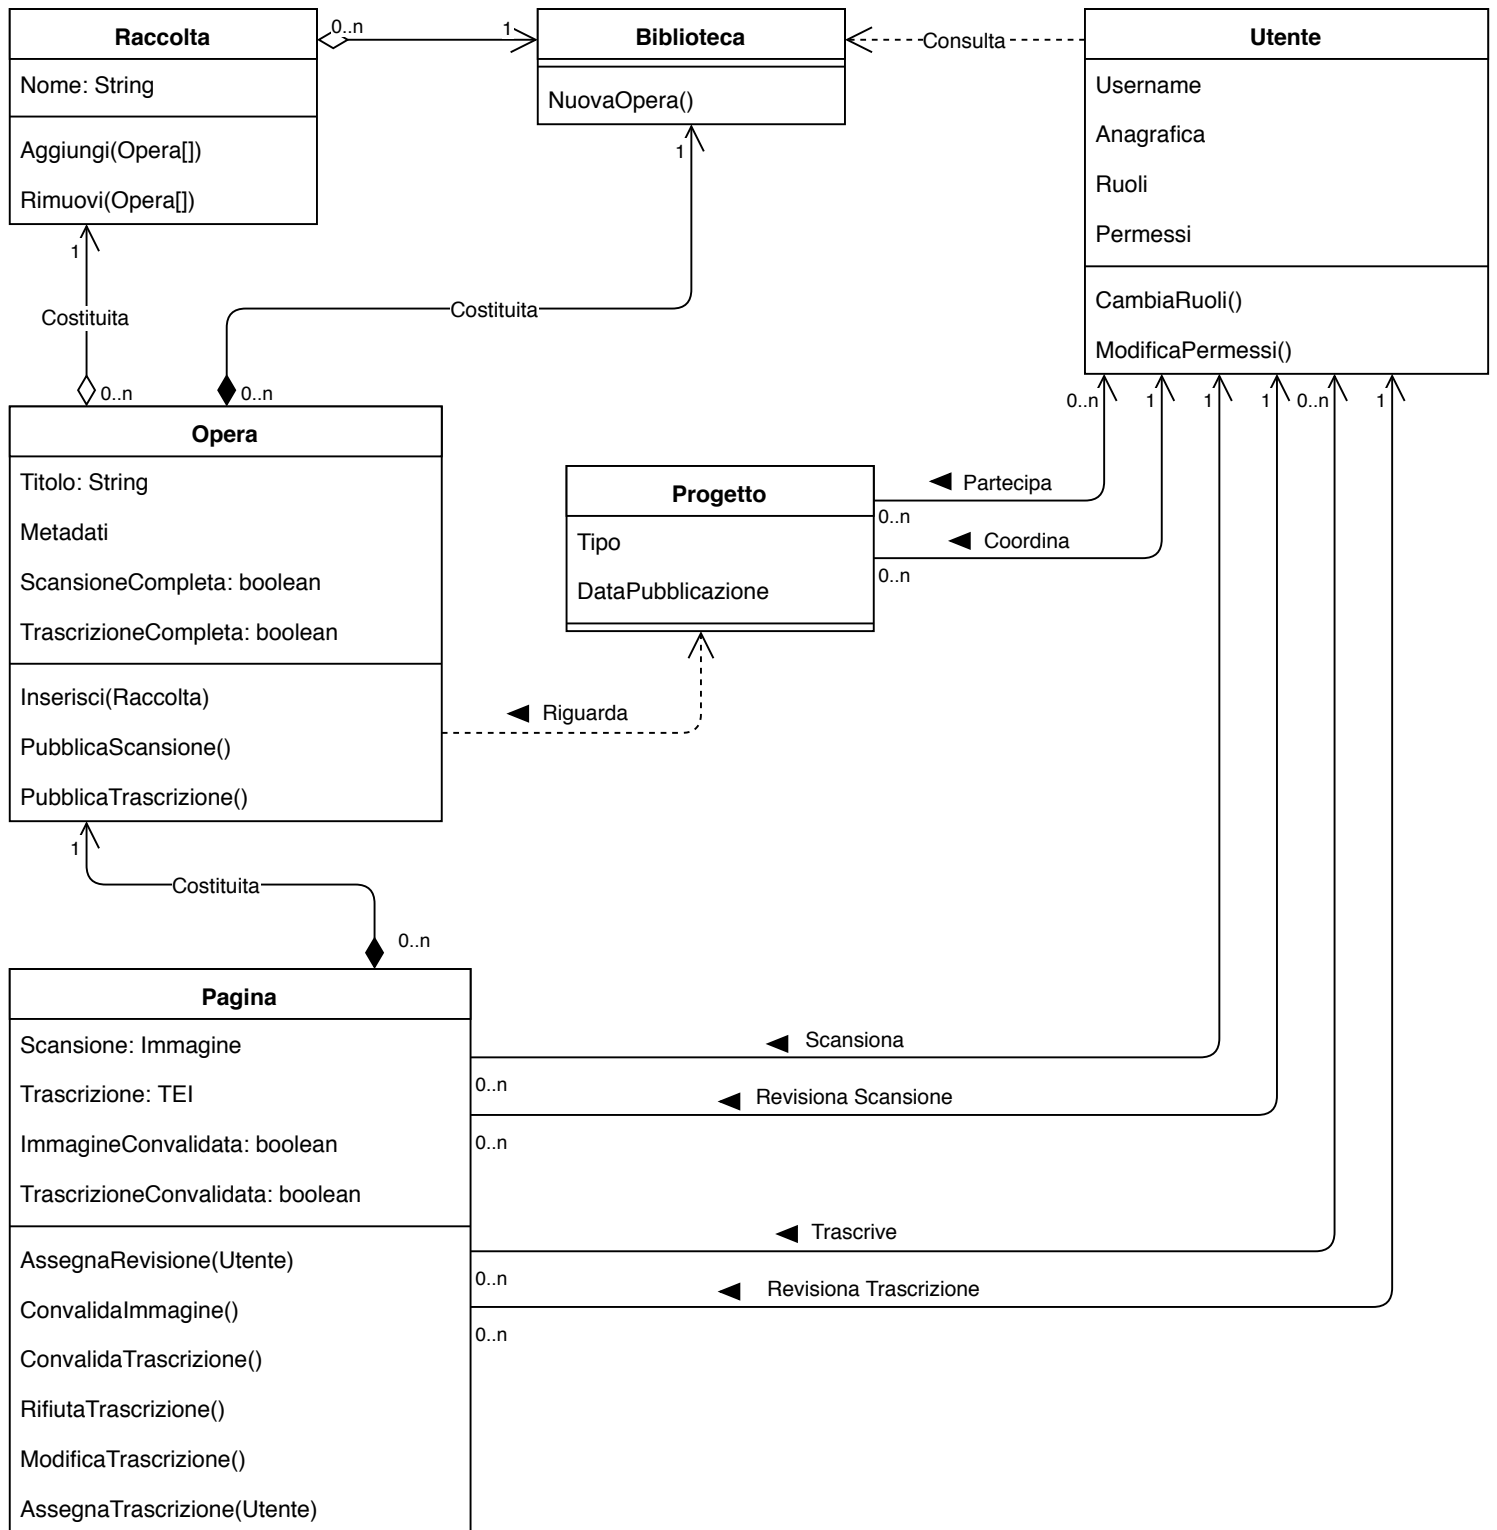 Raccolta
Nome: String
Aggiungi(Opera[])
Rimuovi(Opera[])
0..n
1
Biblioteca
NuovaOpera()
Consulta
Utente
Username
Anagrafica
Ruoli
Permessi
CambiaRuoli()
ModificaPermessi()
1
Costituita
0..n
1
Costituita
0..n
0..n
1
1
1
0..n
1
Opera
Titolo: String
Metadati
ScansioneCompleta: boolean
TrascrizioneCompleta: boolean
Inserisci(Raccolta)
PubblicaScansione()
PubblicaTrascrizione()
Progetto
Tipo
DataPubblicazione
◀ Partecipa
0..n
◀ Coordina
0..n
◀ Riguarda
1
Costituita
0..n
Pagina
Scansione: Immagine
Trascrizione: TEI
ImmagineConvalidata: boolean
TrascrizioneConvalidata: boolean
AssegnaRevisione(Utente)
ConvalidaImmagine()
ConvalidaTrascrizione()
RifiutaTrascrizione()
ModificaTrascrizione()
AssegnaTrascrizione(Utente)
◀ Scansiona
0..n
◀ Revisiona Scansione
0..n
◀ Trascrive
0..n
◀ Revisiona Trascrizione
0..n